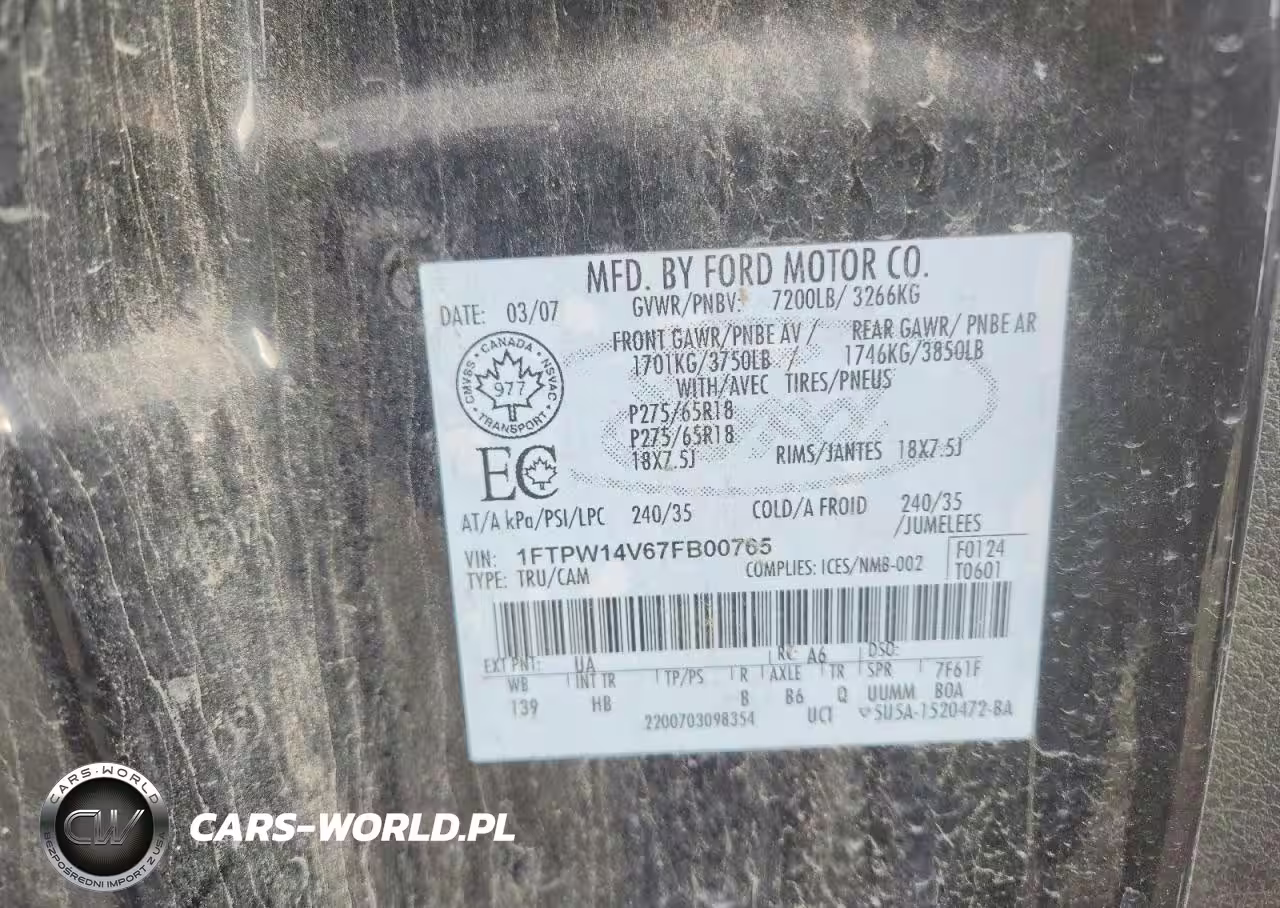 MFD. BY FORD MOTOR CO.
DATE: 03/07
GVWR/PNBV: 7200LB/ 3266KG
FRONT GAWR/PNBE AV / REAR GAWR/ PNBE AR
1701KG/3750LB / 1746KG/3850LB
WITH/AVEC TIRES/PNEUS
P275/65R18
P275/65R18
18X7.5J RIMS/JANTES 18X7.5J
CANADA
CMVSS · NSVAC
977
TRANSPORT
EC
AT/A kPa/PSI/LPC 240/35 COLD/A FROID 240/35
/JUMELEES
VIN: 1FTPW14V67FB00765
TYPE: TRU/CAM COMPLIES: ICES/NMB-002
F0124
T0601
EXT PNT: UA RC: A6 DSO:
WB INT TR TP/PS R AXLE TR SPR 7F61F
139 HB B B6 Q UUMM BOA
2200703098354 UCT 5U5A-1520472-BA
CARS-WORLD
CW
BEZPOŚREDNI IMPORT Z USA
CARS-WORLD.PL